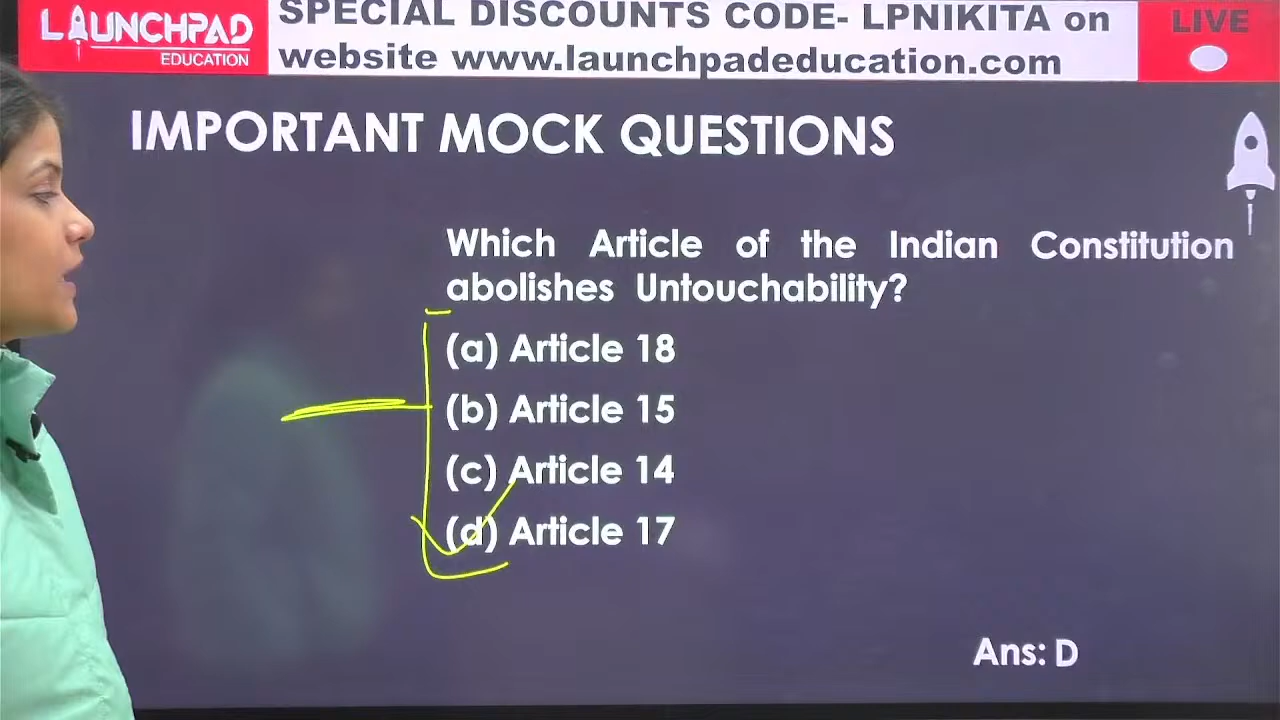 LAUNCHPAD
EDUCATION
SPECIAL DISCOUNTS CODE- LPNIKITA on
website www.launchpadeducation.com
LIVE
IMPORTANT MOCK QUESTIONS
Which Article of the Indian Constitution
abolishes Untouchability?
(a) Article 18
(b) Article 15
(c) Article 14
(d) Article 17
Ans: D